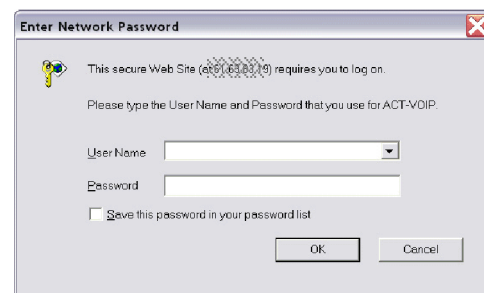 Enter Network Password
This secure Web Site (at ) requires you to log on.
Please type the User Name and Password that you use for ACT-VOIP.
User Name
Password
Save this password in your password list
OK Cancel